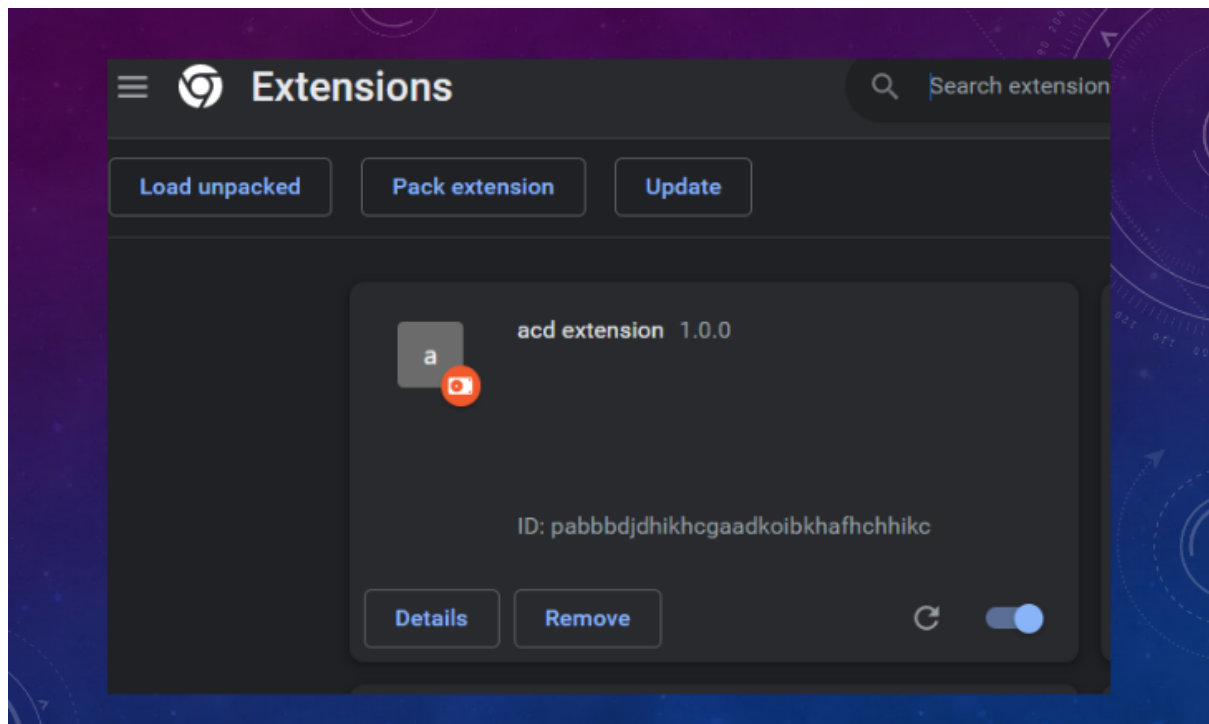 Extensions
Search extension
Load unpacked
Pack extension
Update
a
acd extension 1.0.0
ID: pabbbdjdhikhcgaadkoibkhafhchhikc
Details
Remove